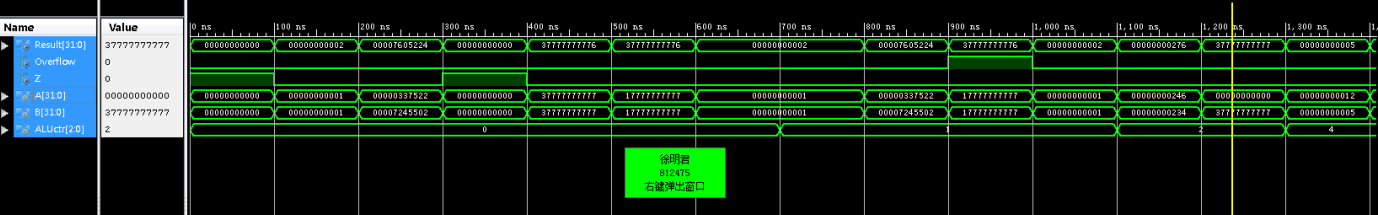 Name Value 0 ns 100 ns 200 ns 300 ns 400 ns 500 ns 600 ns 700 ns 800 ns 900 ns 1,000 ns 1,100 ns 1,200 ns 1,300 ns
Result[31:0] 37777777777 00000000000 00000000002 00007605224 00000000000 37777777776 37777777776 00000000002 00007605224 37777777776 00000000002 00000000276 37777777777 00000000005
Overflow 0
Z 0
A[31:0] 00000000000 00000000000 00000000001 00000337522 00000000000 37777777777 17777777777 00000000001 00000337522 17777777777 00000000001 00000000246 00000000000 00000000012
B[31:0] 37777777777 00000000000 00000000001 00007245502 00000000000 37777777777 17777777777 00000000001 00007245502 17777777777 00000000001 00000000234 37777777777 00000000005
ALUctr[2:0] 2 0 1 2 4
徐明君
812475
右键弹出窗口